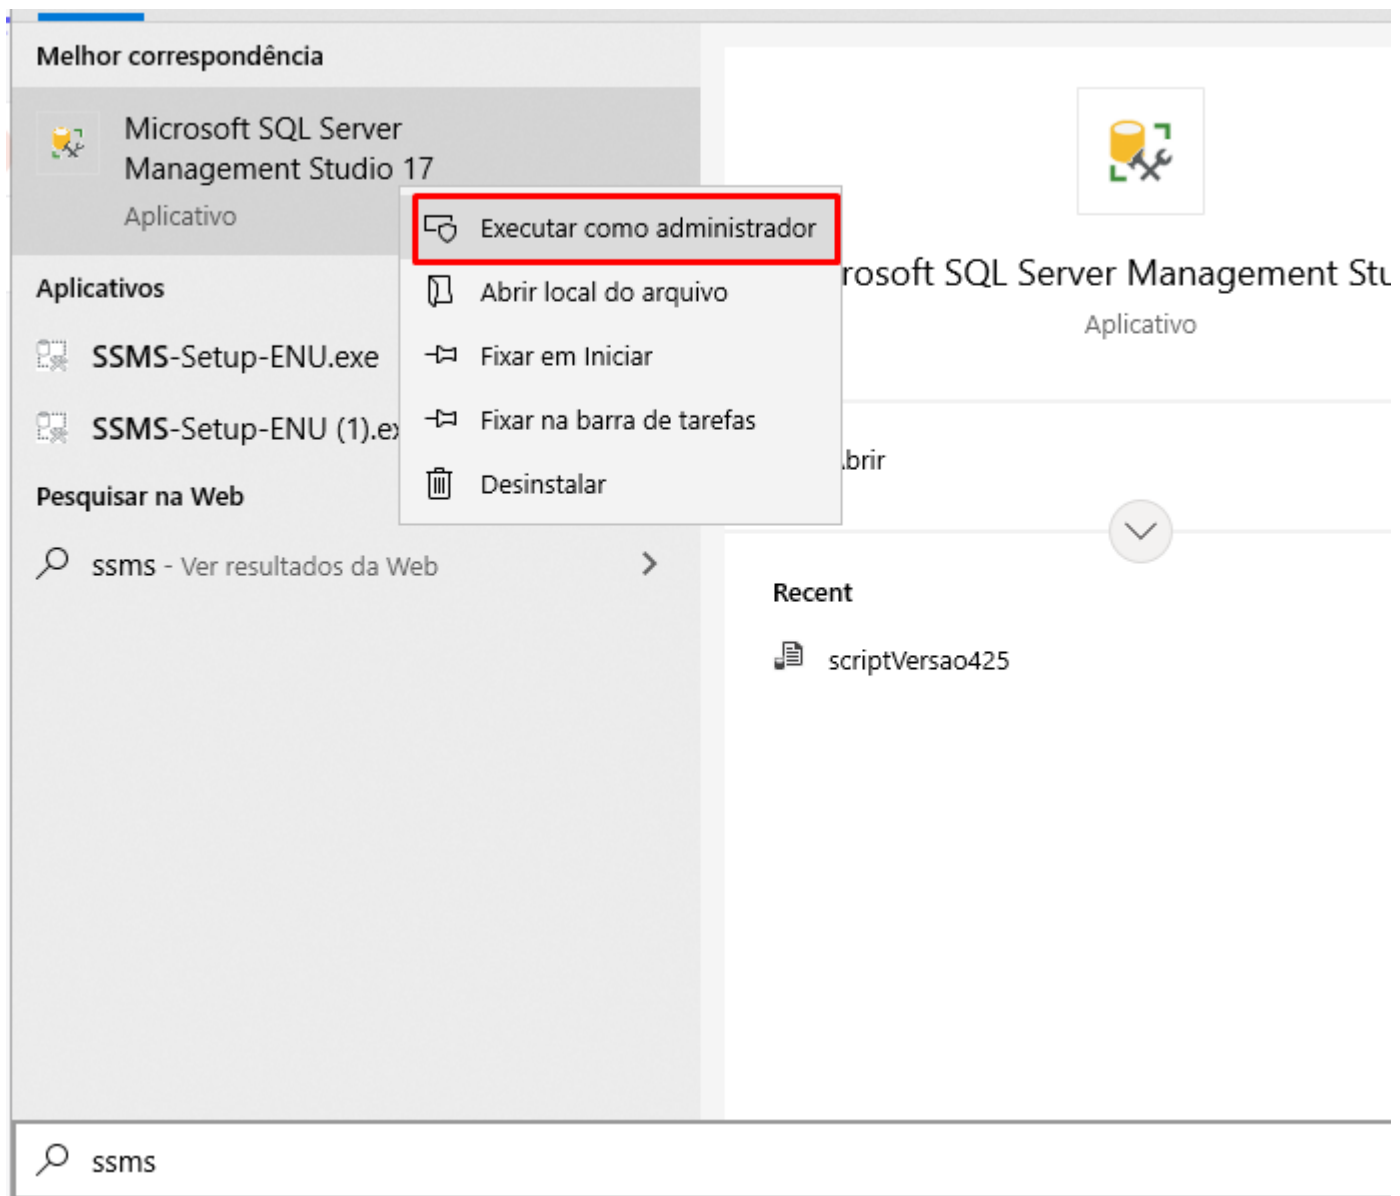 Melhor correspondência
Microsoft SQL Server
Management Studio 17
Aplicativo
Executar como administrador
Abrir local do arquivo
Fixar em Iniciar
Fixar na barra de tarefas
Desinstalar
Aplicativos
SSMS-Setup-ENU.exe
SSMS-Setup-ENU (1).ex
Pesquisar na Web
ssms - Ver resultados da Web
rosoft SQL Server Management Stu
Aplicativo
brir
Recent
scriptVersao425
ssms